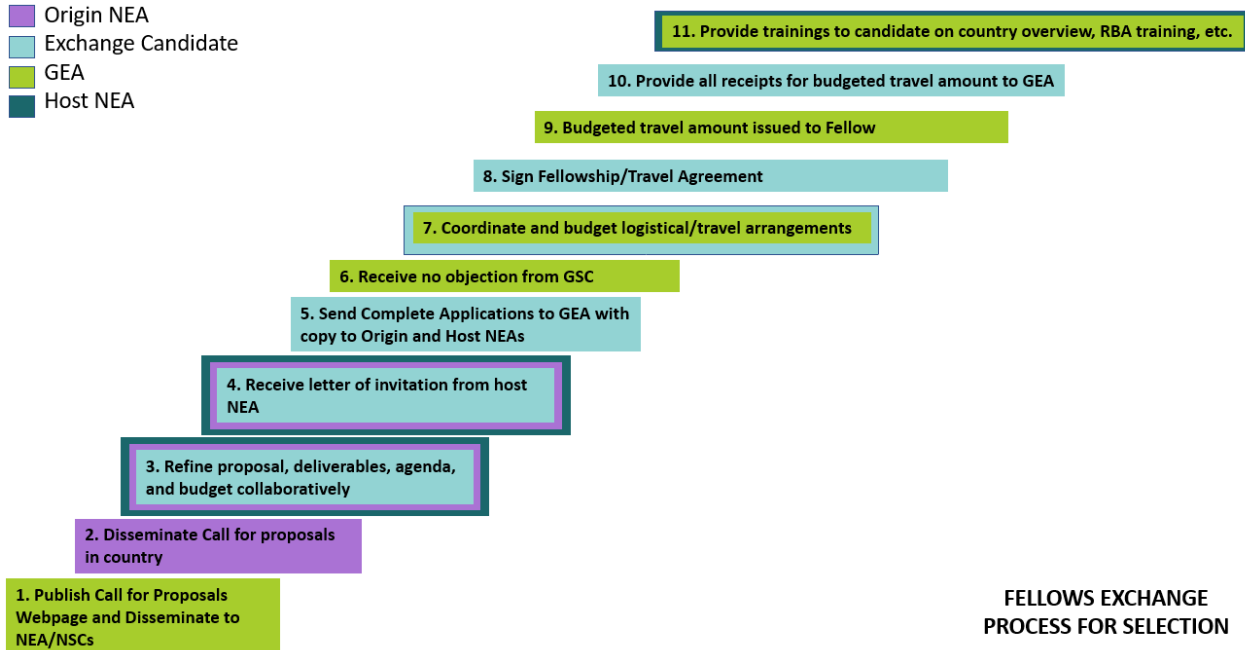 Origin NEA
Exchange Candidate
GEA
Host NEA
11. Provide trainings to candidate on country overview, RBA training, etc.
10. Provide all receipts for budgeted travel amount to GEA
9. Budgeted travel amount issued to Fellow
8. Sign Fellowship/Travel Agreement
7. Coordinate and budget logistical/travel arrangements
6. Receive no objection from GSC
5. Send Complete Applications to GEA with
copy to Origin and Host NEAs
4. Receive letter of invitation from host
NEA
3. Refine proposal, deliverables, agenda,
and budget collaboratively
2. Disseminate Call for proposals
in country
1. Publish Call for Proposals
Webpage and Disseminate to
NEA/NSCs
FELLOWS EXCHANGE
PROCESS FOR SELECTION